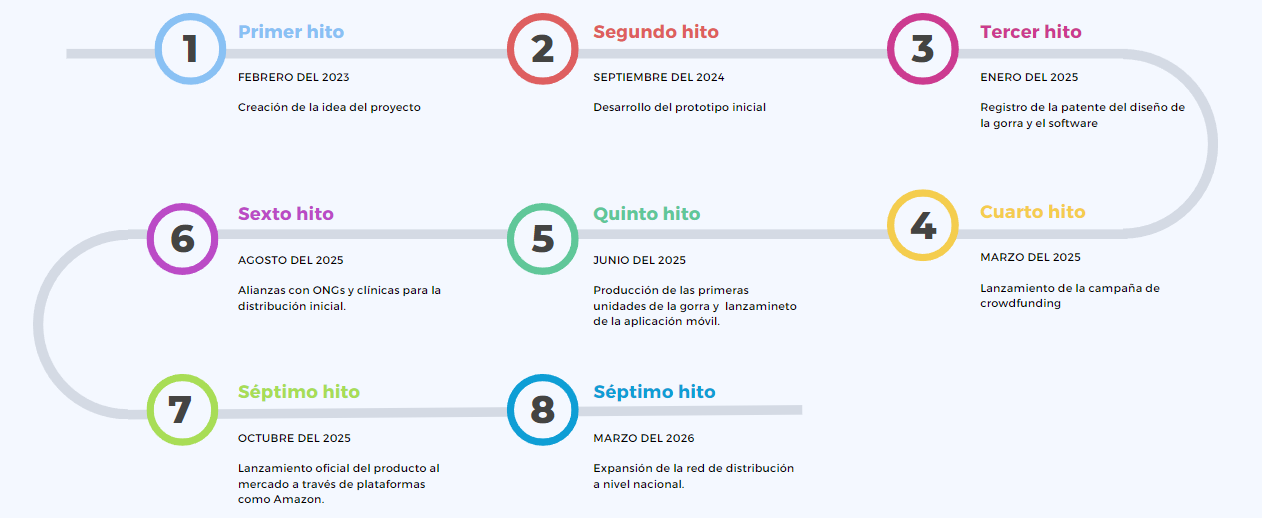 1
Primer hito
FEBRERO DEL 2023
Creación de la idea del proyecto
2
Segundo hito
SEPTIEMBRE DEL 2024
Desarrollo del prototipo inicial
3
Tercer hito
ENERO DEL 2025
Registro de la patente del diseño de
la gorra y el software
4
Cuarto hito
MARZO DEL 2025
Lanzamiento de la campaña de
crowdfunding
5
Quinto hito
JUNIO DEL 2025
Producción de las primeras
unidades de la gorra y  lanzamineto
de la aplicación móvil.
6
Sexto hito
AGOSTO DEL 2025
Alianzas con ONGs y clínicas para la
distribución inicial.
7
Séptimo hito
OCTUBRE DEL 2025
Lanzamiento oficial del producto al
mercado a través de plataformas
como Amazon.
8
Séptimo hito
MARZO DEL 2026
Expansión de la red de distribución
a nivel nacional.